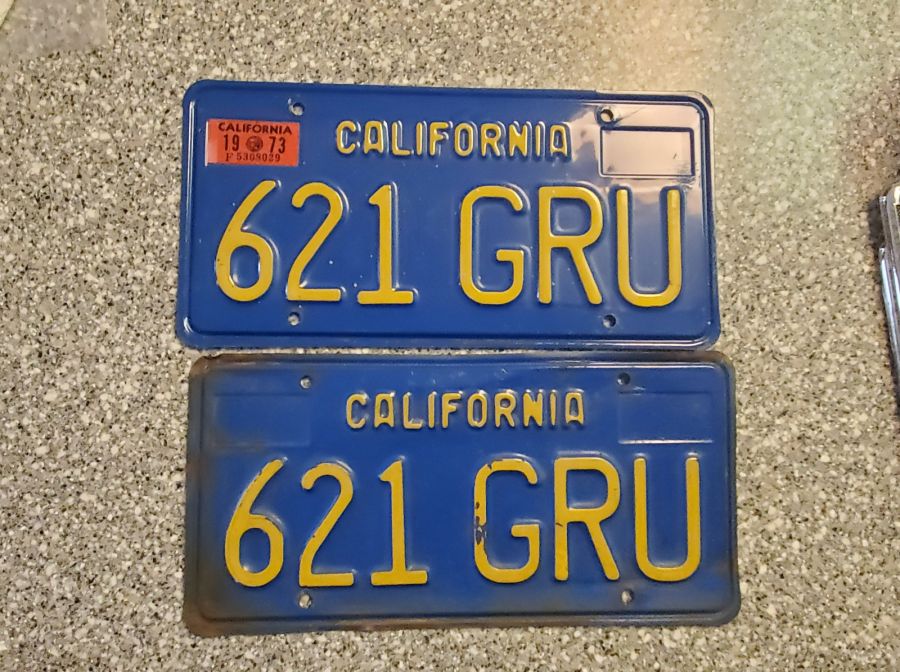 CALIFORNIA
CALIFORNIA
19 73
F 5308029
621 GRU
CALIFORNIA
621 GRU